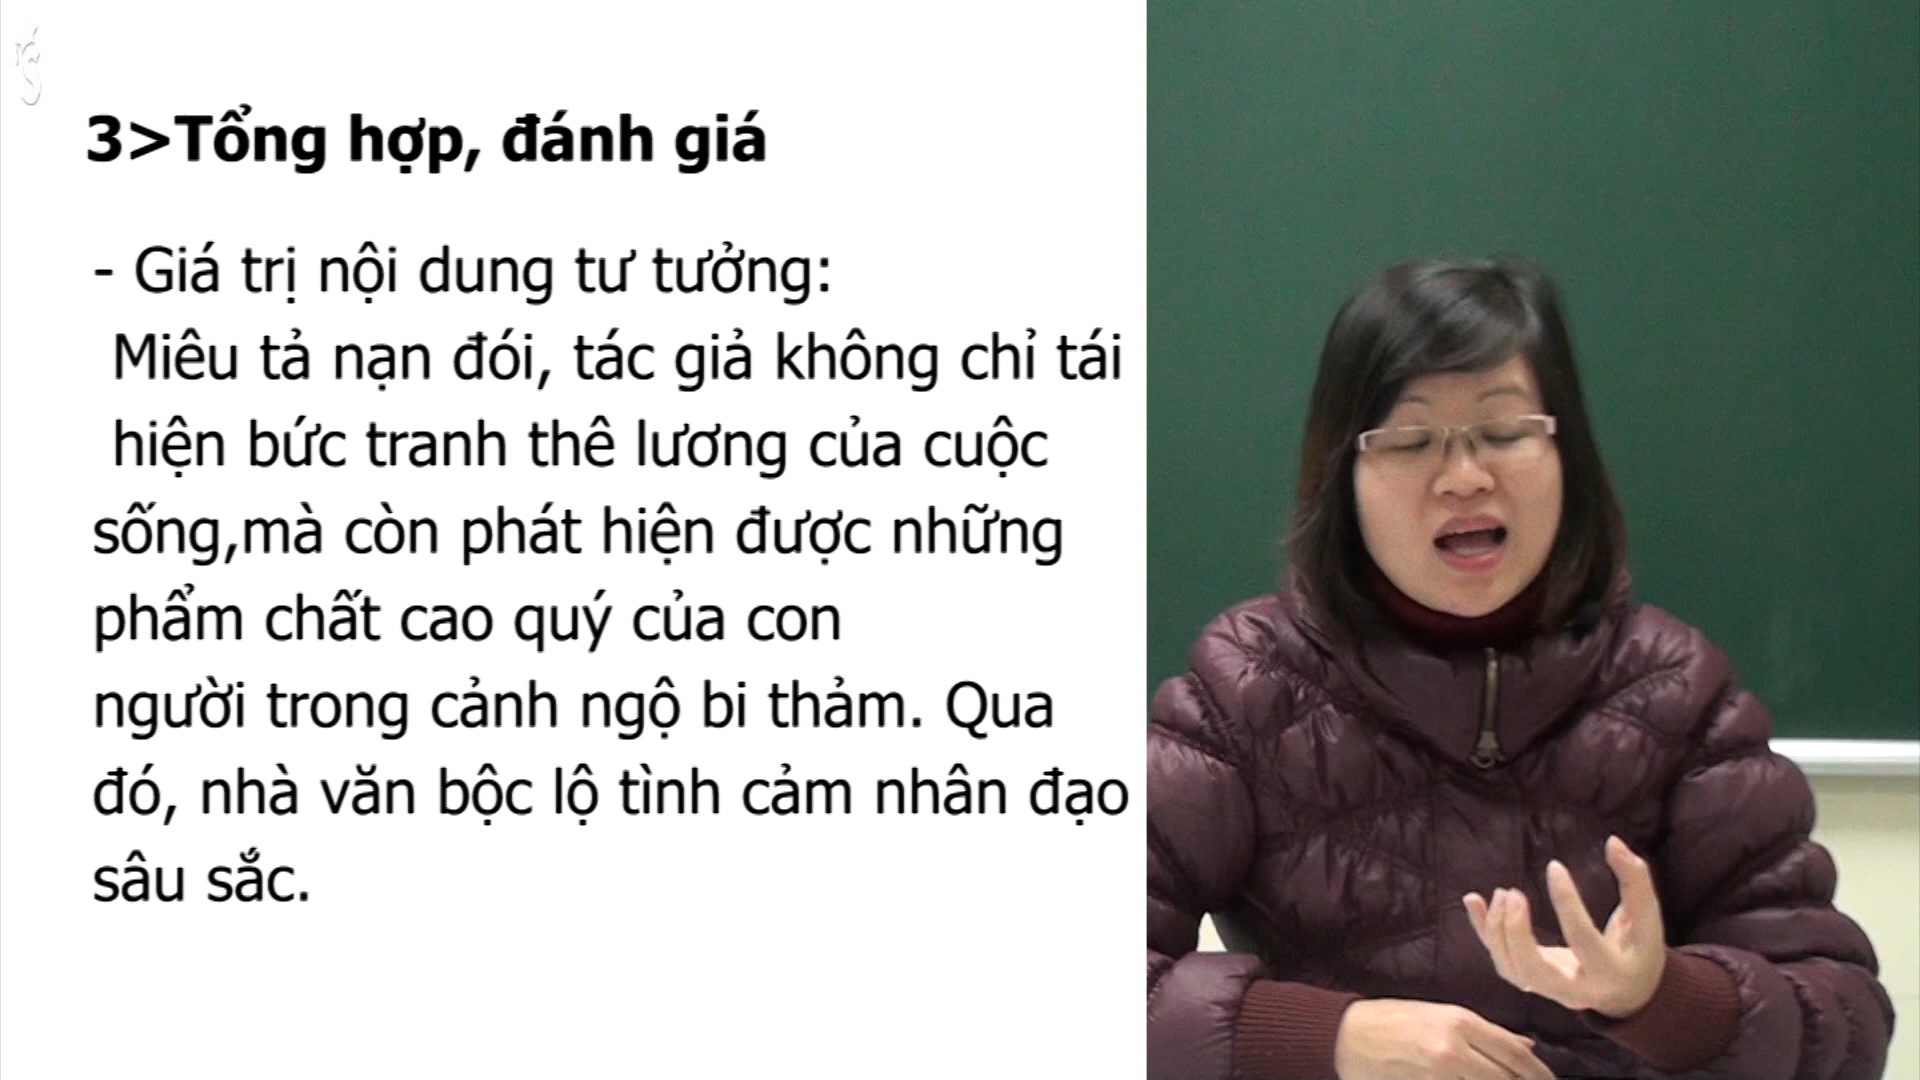 3>Tổng hợp, đánh giá
- Giá trị nội dung tư tưởng:
Miêu tả nạn đói, tác giả không chỉ tái
hiện bức tranh thê lương của cuộc
sống,mà còn phát hiện được những
phẩm chất cao quý của con
người trong cảnh ngộ bi thảm. Qua
đó, nhà văn bộc lộ tình cảm nhân đạo
sâu sắc.